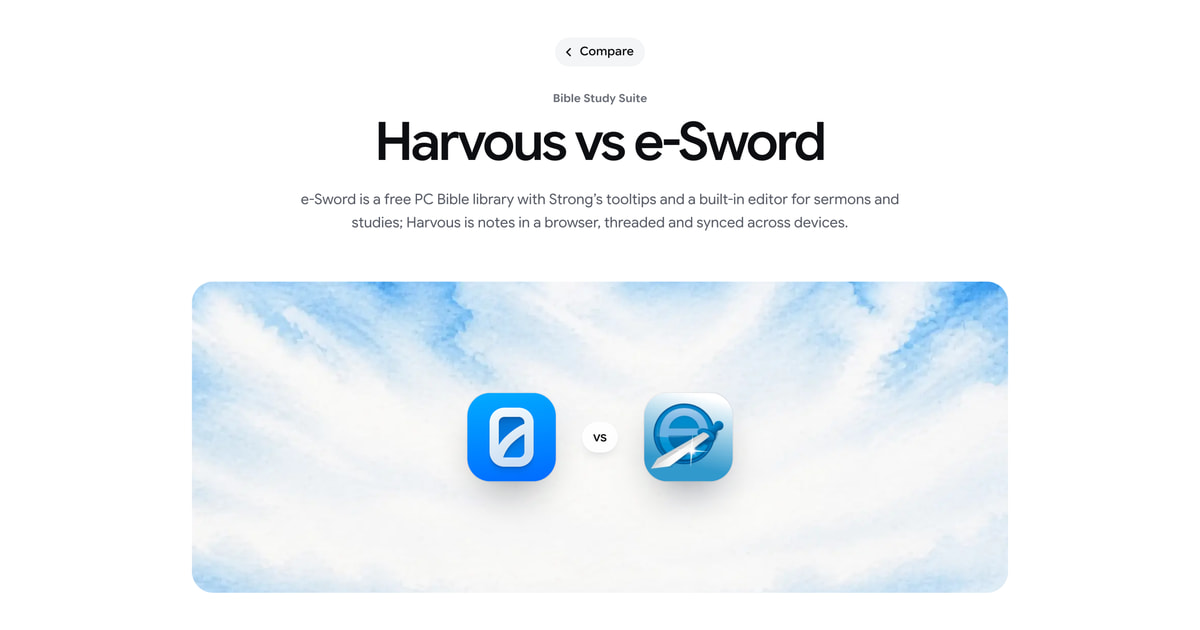 Compare
Bible Study Suite
Harvous vs e-Sword
e-Sword is a free PC Bible library with Strong’s tooltips and a built-in editor for sermons and
studies; Harvous is notes in a browser, threaded and synced across devices.
vs